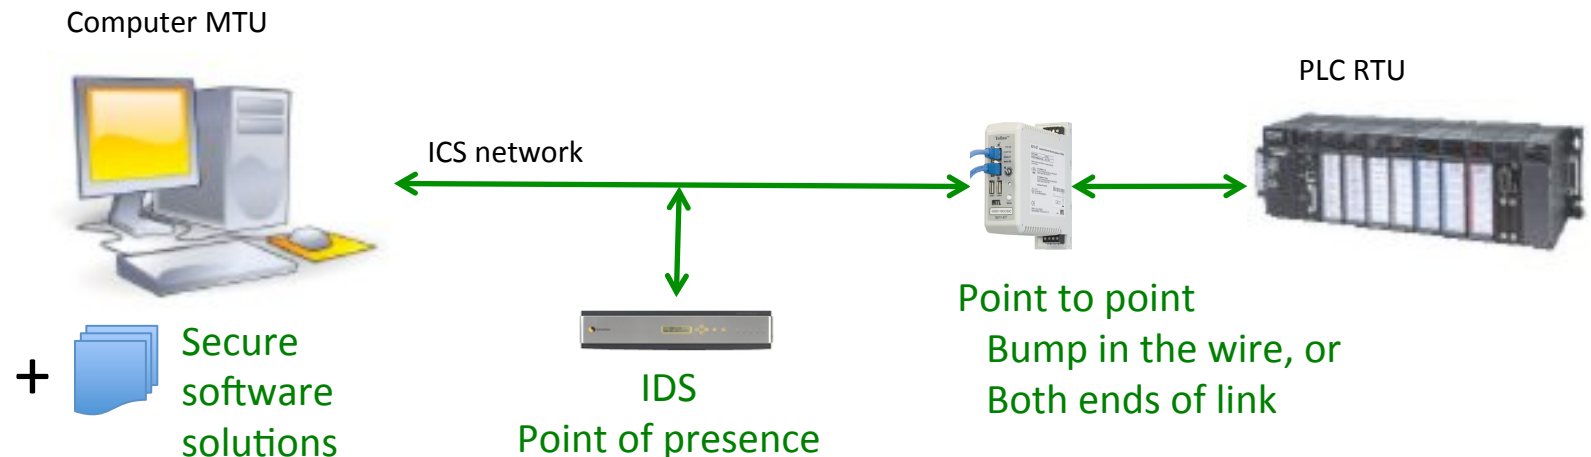 Computer MTU
PLC RTU
ICS network
Point to point
Bump in the wire, or
Both ends of link
+
Secure
software
solutions
IDS
Point of presence